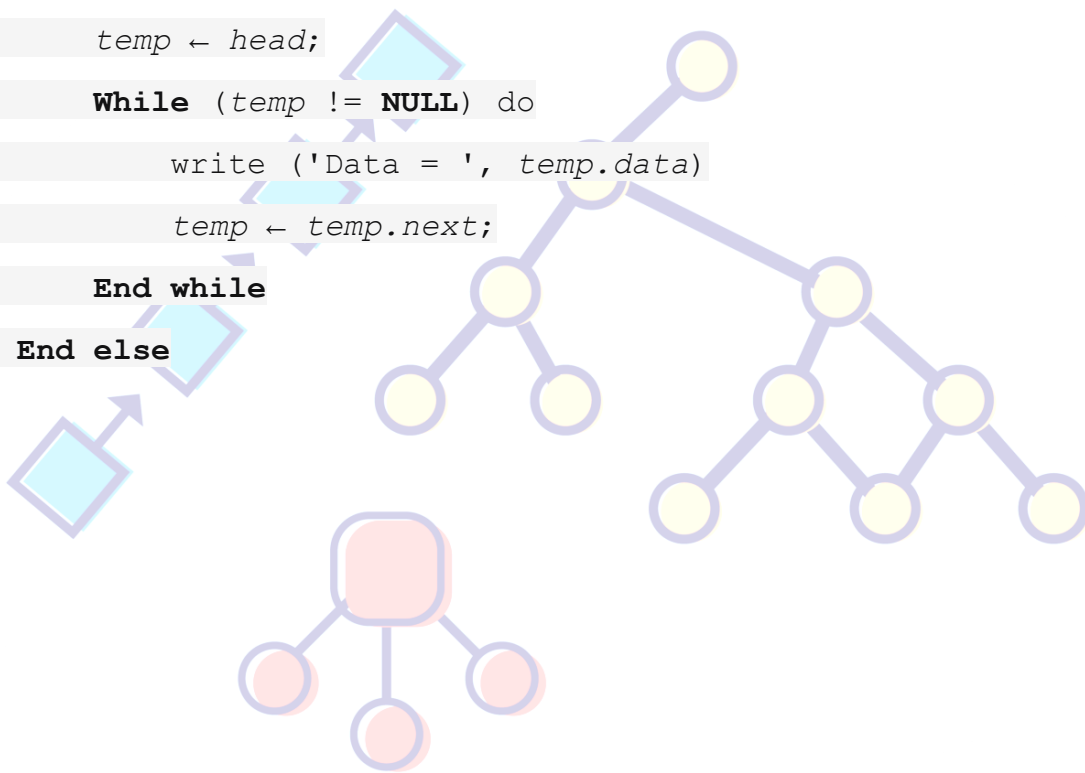 temp ← head;
While (temp != NULL) do
write ('Data = ', temp.data)
temp ← temp.next;
End while
End else